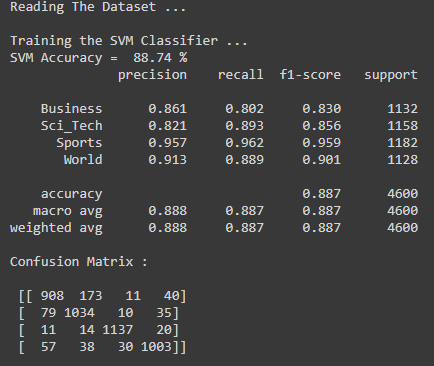 Reading The Dataset ...
Training the SVM Classifier ...
SVM Accuracy =  88.74 %
precision    recall  f1-score   support
Business      0.861     0.802     0.830      1132
Sci_Tech      0.821     0.893     0.856      1158
Sports      0.957     0.962     0.959      1182
World      0.913     0.889     0.901      1128
accuracy                          0.887      4600
macro avg      0.888     0.887     0.887      4600
weighted avg      0.888     0.887     0.887      4600
Confusion Matrix :
[[ 908  173   11   40]
[  79 1034   10   35]
[  11   14 1137   20]
[  57   38   30 1003]]